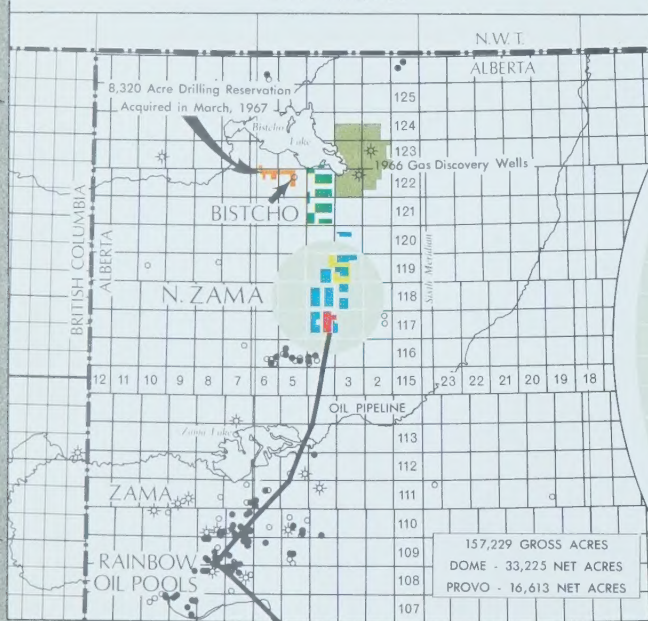 N.W.T.
ALBERTA
8,320 Acre Drilling Reservation
Acquired in March, 1967
Bistcho
Lake
125
124
123
1966 Gas Discovery Wells
122
BISTCHO
121
BRITISH COLUMBIA
ALBERTA
120
Sixth Meridian
119
N. ZAMA
118
117
116
12 11 10 9 8 7 6 5 3 2 115 23 22 21 20 19 18
OIL PIPELINE
Zama Lake
113
112
ZAMA
111
110
RAINBOW
OIL POOLS
109
108
107
157,229 GROSS ACRES
DOME - 33,225 NET ACRES
PROVO - 16,613 NET ACRES